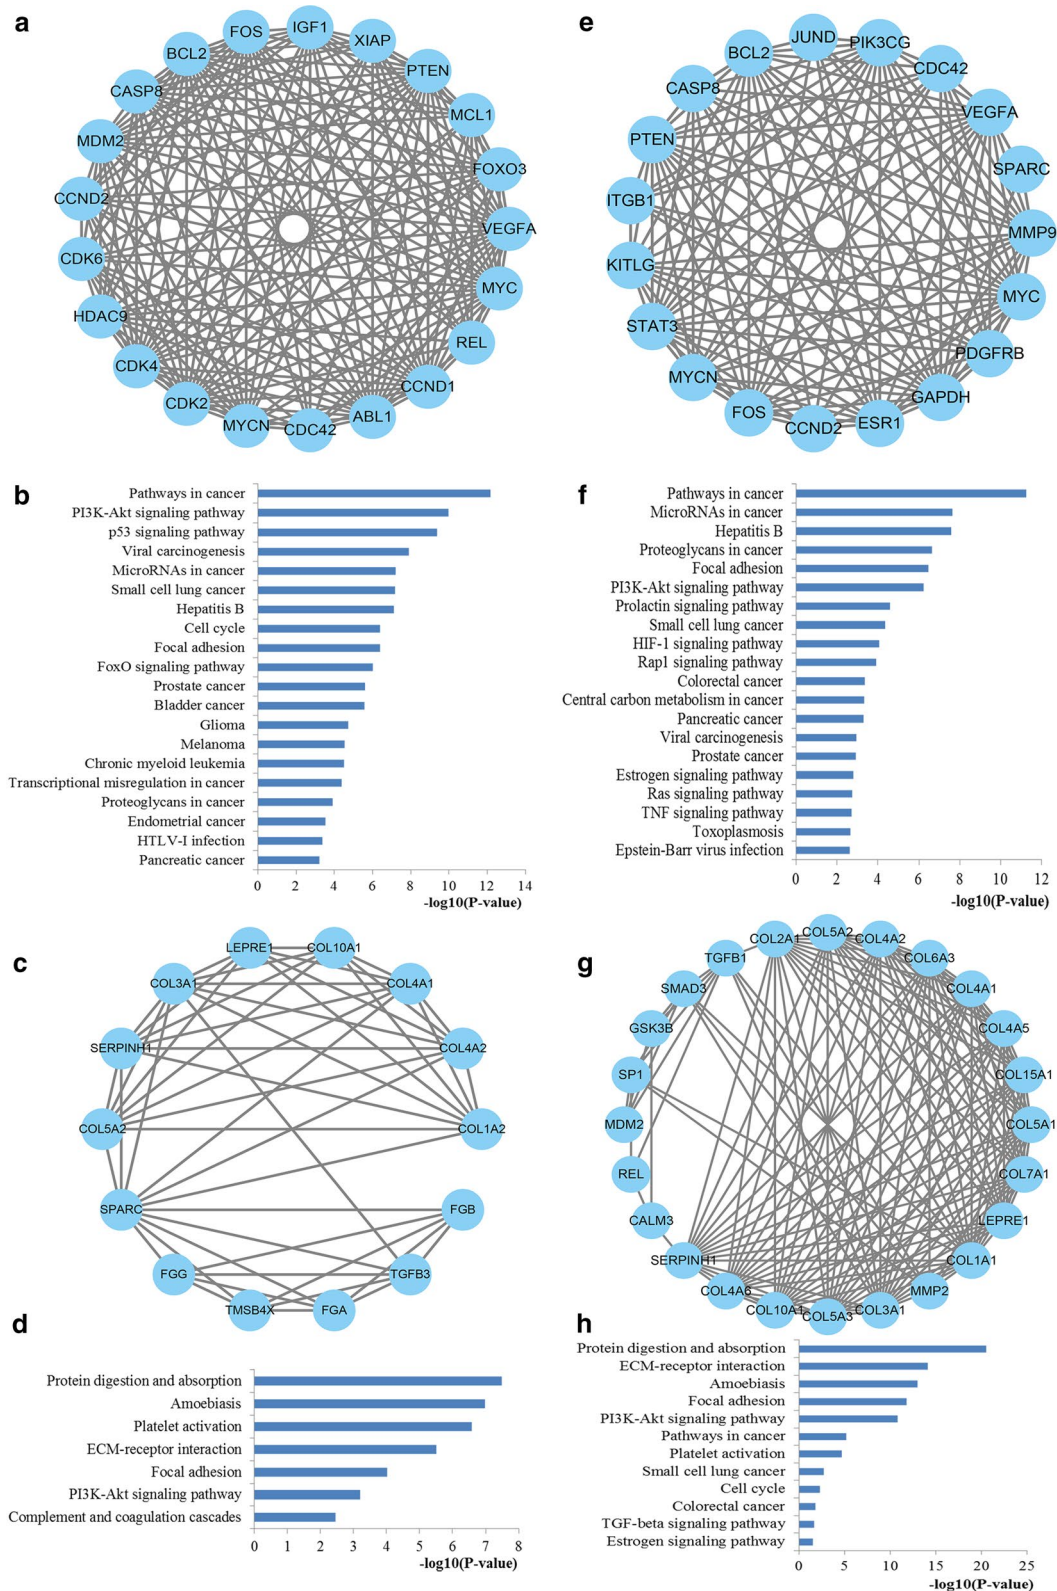 a
FOS
IGF1
XIAP
BCL2
PTEN
CASP8
MCL1
MDM2
FOXO3
CCND2
VEGFA
CDK6
MYC
HDAC9
REL
CDK4
CCND1
CDK2
ABL1
MYCN
CDC42
e
JUND
PIK3CG
BCL2
CDC42
CASP8
VEGFA
PTEN
SPARC
ITGB1
MMP9
KITLG
MYC
STAT3
PDGFRB
MYCN
GAPDH
FOS
ESR1
CCND2
b
Pathways in cancer
PI3K-Akt signaling pathway
p53 signaling pathway
Viral carcinogenesis
MicroRNAs in cancer
Small cell lung cancer
Hepatitis B
Cell cycle
Focal adhesion
FoxO signaling pathway
Prostate cancer
Bladder cancer
Glioma
Melanoma
Chronic myeloid leukemia
Transcriptional misregulation in cancer
Proteoglycans in cancer
Endometrial cancer
HTLV-I infection
Pancreatic cancer
0 2 4 6 8 10 12 14
-log10(P-value)
f
Pathways in cancer
MicroRNAs in cancer
Hepatitis B
Proteoglycans in cancer
Focal adhesion
PI3K-Akt signaling pathway
Prolactin signaling pathway
Small cell lung cancer
HIF-1 signaling pathway
Rap1 signaling pathway
Colorectal cancer
Central carbon metabolism in cancer
Pancreatic cancer
Viral carcinogenesis
Prostate cancer
Estrogen signaling pathway
Ras signaling pathway
TNF signaling pathway
Toxoplasmosis
Epstein-Barr virus infection
0 2 4 6 8 10 12
-log10(P-value)
c
LEPRE1
COL10A1
COL3A1
COL4A1
SERPINH1
COL4A2
COL5A2
COL1A2
SPARC
FGB
FGG
TGFB3
TMSB4X
FGA
g
COL2A1
COL5A2
COL4A2
TGFB1
COL6A3
SMAD3
COL4A1
GSK3B
COL4A5
SP1
COL15A1
MDM2
COL5A1
REL
COL7A1
CALM3
LEPRE1
SERPINH1
COL1A1
COL4A6
MMP2
COL10A1
COL5A3
COL3A1
d
Protein digestion and absorption
Amoebiasis
Platelet activation
ECM-receptor interaction
Focal adhesion
PI3K-Akt signaling pathway
Complement and coagulation cascades
0 1 2 3 4 5 6 7 8
-log10(P-value)
h
Protein digestion and absorption
ECM-receptor interaction
Amoebiasis
Focal adhesion
PI3K-Akt signaling pathway
Pathways in cancer
Platelet activation
Small cell lung cancer
Cell cycle
Colorectal cancer
TGF-beta signaling pathway
Estrogen signaling pathway
0 5 10 15 20 25
-log10(P-value)